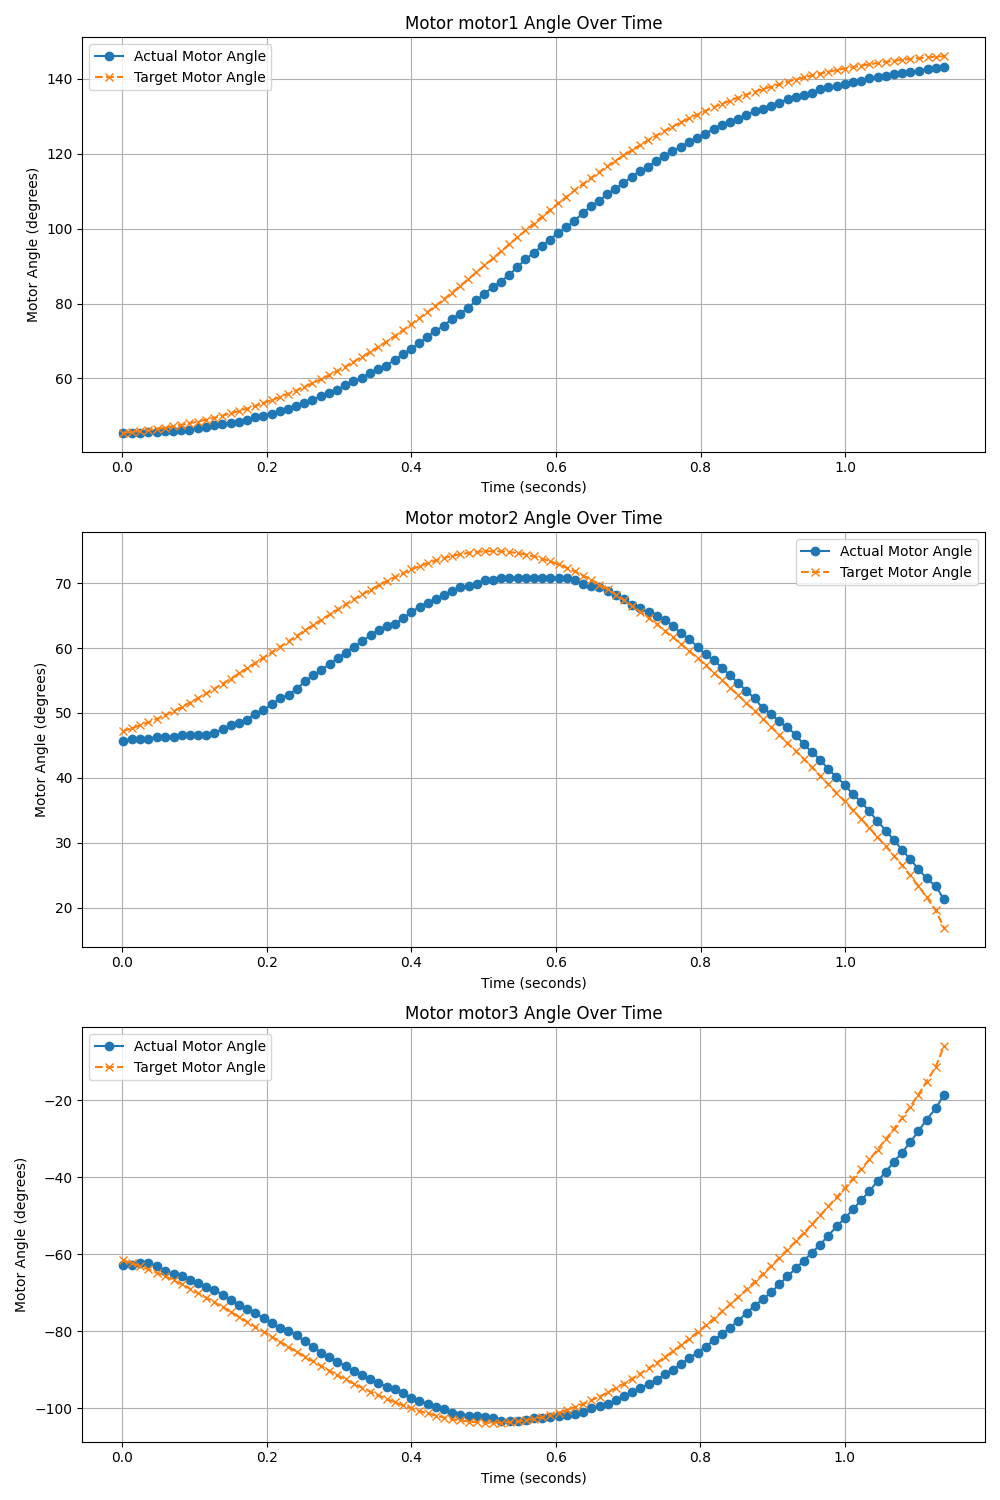 Motor motor1 Angle Over Time
Actual Motor Angle
Target Motor Angle
Motor Angle (degrees)
140
120
100
80
60
0.0 0.2 0.4 0.6 0.8 1.0
Time (seconds)
Motor motor2 Angle Over Time
Actual Motor Angle
Target Motor Angle
Motor Angle (degrees)
70
60
50
40
30
20
0.0 0.2 0.4 0.6 0.8 1.0
Time (seconds)
Motor motor3 Angle Over Time
Actual Motor Angle
Target Motor Angle
Motor Angle (degrees)
−20
−40
−60
−80
−100
0.0 0.2 0.4 0.6 0.8 1.0
Time (seconds)